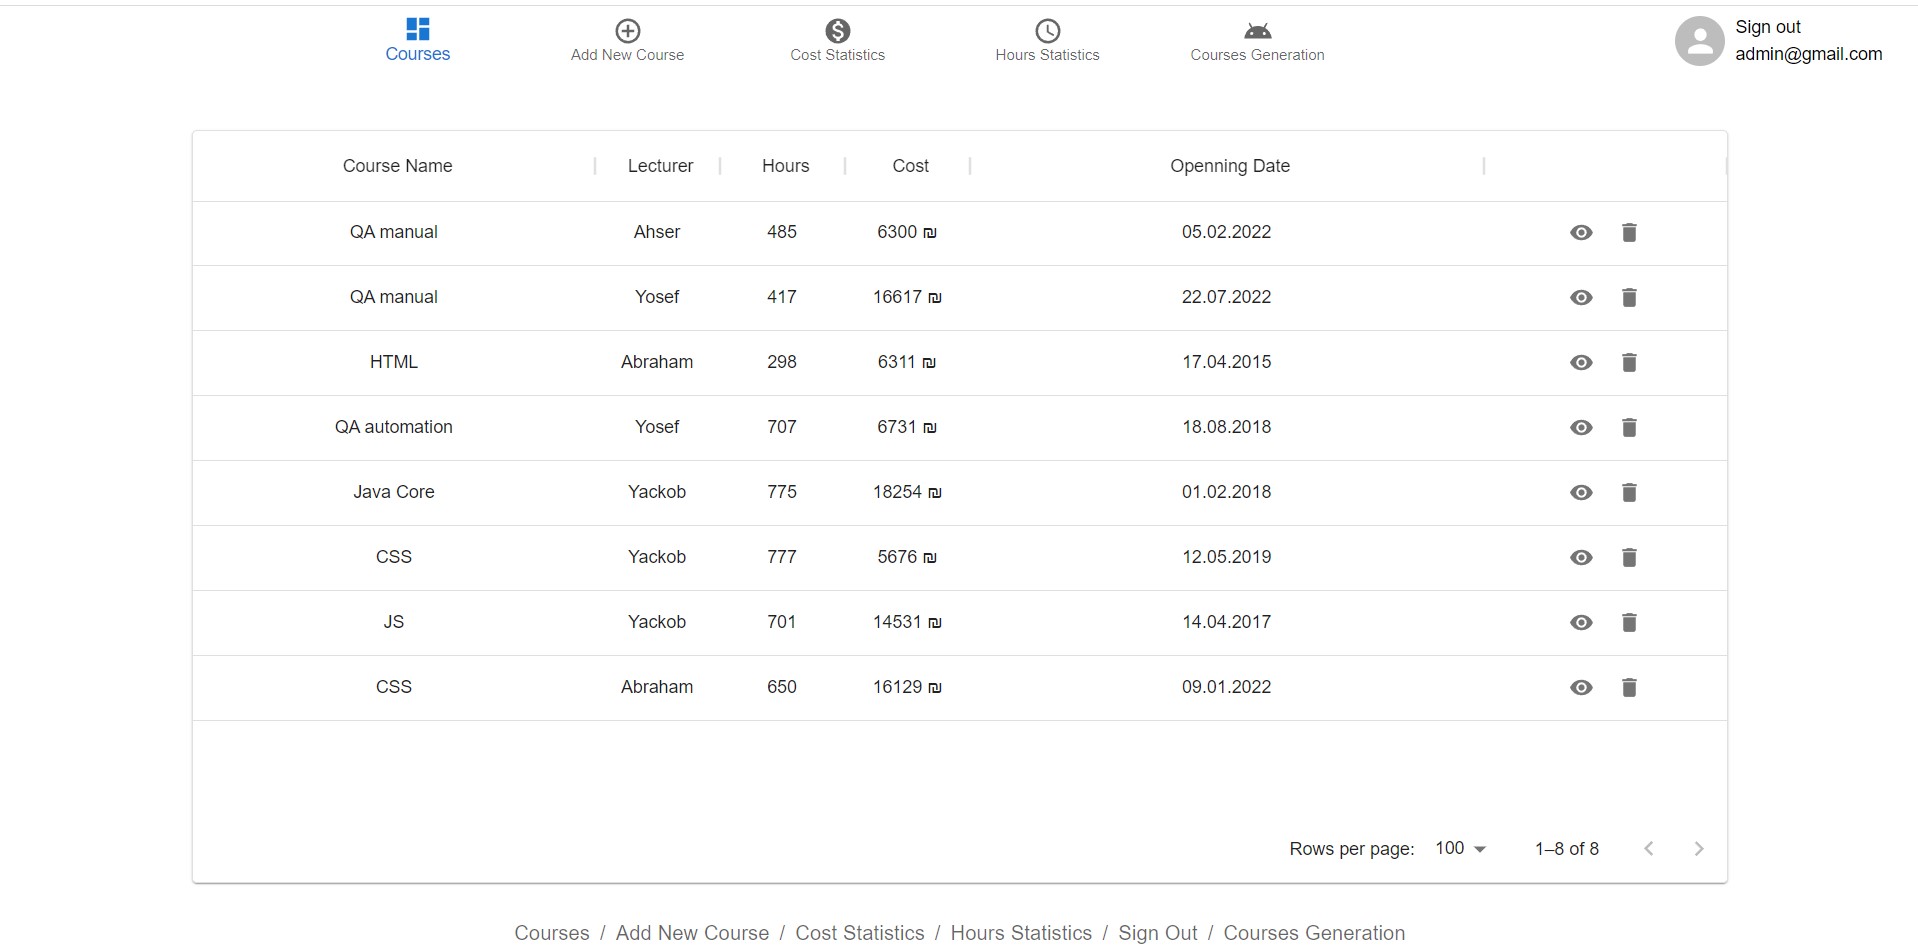 Courses Add New Course Cost Statistics Hours Statistics Courses Generation Sign out
admin@gmail.com
Course Name Lecturer Hours Cost Openning Date
QA manual Ahser 485 6300 ₪ 05.02.2022
QA manual Yosef 417 16617 ₪ 22.07.2022
HTML Abraham 298 6311 ₪ 17.04.2015
QA automation Yosef 707 6731 ₪ 18.08.2018
Java Core Yackob 775 18254 ₪ 01.02.2018
CSS Yackob 777 5676 ₪ 12.05.2019
JS Yackob 701 14531 ₪ 14.04.2017
CSS Abraham 650 16129 ₪ 09.01.2022
Rows per page: 100 1–8 of 8
Courses / Add New Course / Cost Statistics / Hours Statistics / Sign Out / Courses Generation